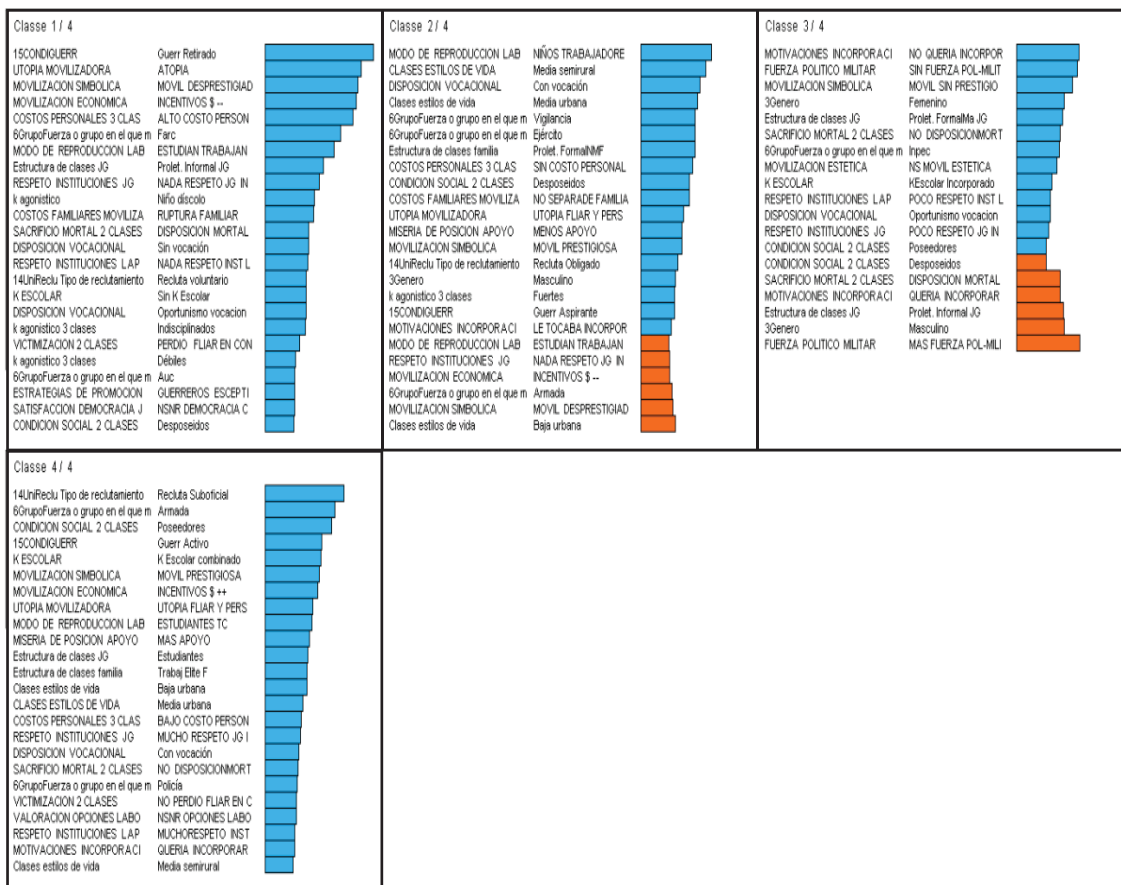 Classe 1 / 4
15CONDIGUERR Guerr Retirado
UTOPIA MOVILIZADORA ATOPIA
MOVILIZACION SIMBOLICA MOVIL DESPRESTIGIAD
MOVILIZACION ECONOMICA INCENTIVOS $ --
COSTOS PERSONALES 3 CLAS ALTO COSTO PERSON
6GrupoFuerza o grupo en el que m Farc
MODO DE REPRODUCCION LAB ESTUDIAN TRABAJAN
Estructura de clases JG Prolet. Informal JG
RESPETO INSTITUCIONES JG NADA RESPETO JG IN
k agonistico Niño díscolo
COSTOS FAMILIARES MOVILIZA RUPTURA FAMILIAR
SACRIFICIO MORTAL 2 CLASES DISPOSICION MORTAL
DISPOSICION VOCACIONAL Sin vocación
RESPETO INSTITUCIONES LAP NADA RESPETO INST L
14UniReclu Tipo de reclutamiento Recluta voluntario
K ESCOLAR Sin K Escolar
DISPOSICION VOCACIONAL Oportunismo vocacion
k agonistico 3 clases Indisciplinados
VICTIMIZACION 2 CLASES PERDIO FLIAR EN CON
k agonistico 3 clases Débiles
6GrupoFuerza o grupo en el que m Auc
ESTRATEGIAS DE PROMOCION GUERREROS ESCEPTI
SATISFACCION DEMOCRACIA J NSNR DEMOCRACIA C
CONDICION SOCIAL 2 CLASES Desposeidos
Classe 2 / 4
MODO DE REPRODUCCION LAB NIÑOS TRABAJADORE
CLASES ESTILOS DE VIDA Media semirural
DISPOSICION VOCACIONAL Con vocación
Clases estilos de vida Media urbana
6GrupoFuerza o grupo en el que m Vigilancia
6GrupoFuerza o grupo en el que m Ejército
Estructura de clases familia Prolet. FormalNMF
COSTOS PERSONALES 3 CLAS SIN COSTO PERSONAL
CONDICION SOCIAL 2 CLASES Desposeidos
COSTOS FAMILIARES MOVILIZA NO SEPARADE FAMILIA
UTOPIA MOVILIZADORA UTOPIA FLIAR Y PERS
MISERIA DE POSICION APOYO MENOS APOYO
MOVILIZACION SIMBOLICA MOVIL PRESTIGIOSA
14UniReclu Tipo de reclutamiento Recluta Obligado
3Genero Masculino
k agonistico 3 clases Fuertes
15CONDIGUERR Guerr Aspirante
MOTIVACIONES INCORPORACI LE TOCABA INCORPOR
MODO DE REPRODUCCION LAB ESTUDIAN TRABAJAN
RESPETO INSTITUCIONES JG NADA RESPETO JG IN
MOVILIZACION ECONOMICA INCENTIVOS $ --
6GrupoFuerza o grupo en el que m Armada
MOVILIZACION SIMBOLICA MOVIL DESPRESTIGIAD
Clases estilos de vida Baja urbana
Classe 3 / 4
MOTIVACIONES INCORPORACI NO QUERIA INCORPOR
FUERZA POLITICO MILITAR SIN FUERZA POL-MILIT
MOVILIZACION SIMBOLICA MOVIL SIN PRESTIGIO
3Genero Femenino
Estructura de clases JG Prolet. FormalMa JG
SACRIFICIO MORTAL 2 CLASES NO DISPOSICIONMORT
6GrupoFuerza o grupo en el que m Inpec
MOVILIZACION ESTETICA NS MOVIL ESTETICA
K ESCOLAR KEscolar Incorporado
RESPETO INSTITUCIONES LAP POCO RESPETO INST L
DISPOSICION VOCACIONAL Oportunismo vocacion
RESPETO INSTITUCIONES JG POCO RESPETO JG IN
CONDICION SOCIAL 2 CLASES Poseedores
CONDICION SOCIAL 2 CLASES Desposeidos
SACRIFICIO MORTAL 2 CLASES DISPOSICION MORTAL
MOTIVACIONES INCORPORACI QUERIA INCORPORAR
Estructura de clases JG Prolet. Informal JG
3Genero Masculino
FUERZA POLITICO MILITAR MAS FUERZA POL-MILI
Classe 4 / 4
14UniReclu Tipo de reclutamiento Recluta Suboficial
6GrupoFuerza o grupo en el que m Armada
CONDICION SOCIAL 2 CLASES Poseedores
15CONDIGUERR Guerr Activo
K ESCOLAR K Escolar combinado
MOVILIZACION SIMBOLICA MOVIL PRESTIGIOSA
MOVILIZACION ECONOMICA INCENTIVOS $ ++
UTOPIA MOVILIZADORA UTOPIA FLIAR Y PERS
MODO DE REPRODUCCION LAB ESTUDIANTES TC
MISERIA DE POSICION APOYO MAS APOYO
Estructura de clases JG Estudiantes
Estructura de clases familia Trabaj Elite F
Clases estilos de vida Baja urbana
CLASES ESTILOS DE VIDA Media urbana
COSTOS PERSONALES 3 CLAS BAJO COSTO PERSON
RESPETO INSTITUCIONES JG MUCHO RESPETO JG I
DISPOSICION VOCACIONAL Con vocación
SACRIFICIO MORTAL 2 CLASES NO DISPOSICIONMORT
6GrupoFuerza o grupo en el que m Policía
VICTIMIZACION 2 CLASES NO PERDIO FLIAR EN C
VALORACION OPCIONES LABO NSNR OPCIONES LABO
RESPETO INSTITUCIONES LAP MUCHORESPETO INST
MOTIVACIONES INCORPORACI QUERIA INCORPORAR
Clases estilos de vida Media semirural